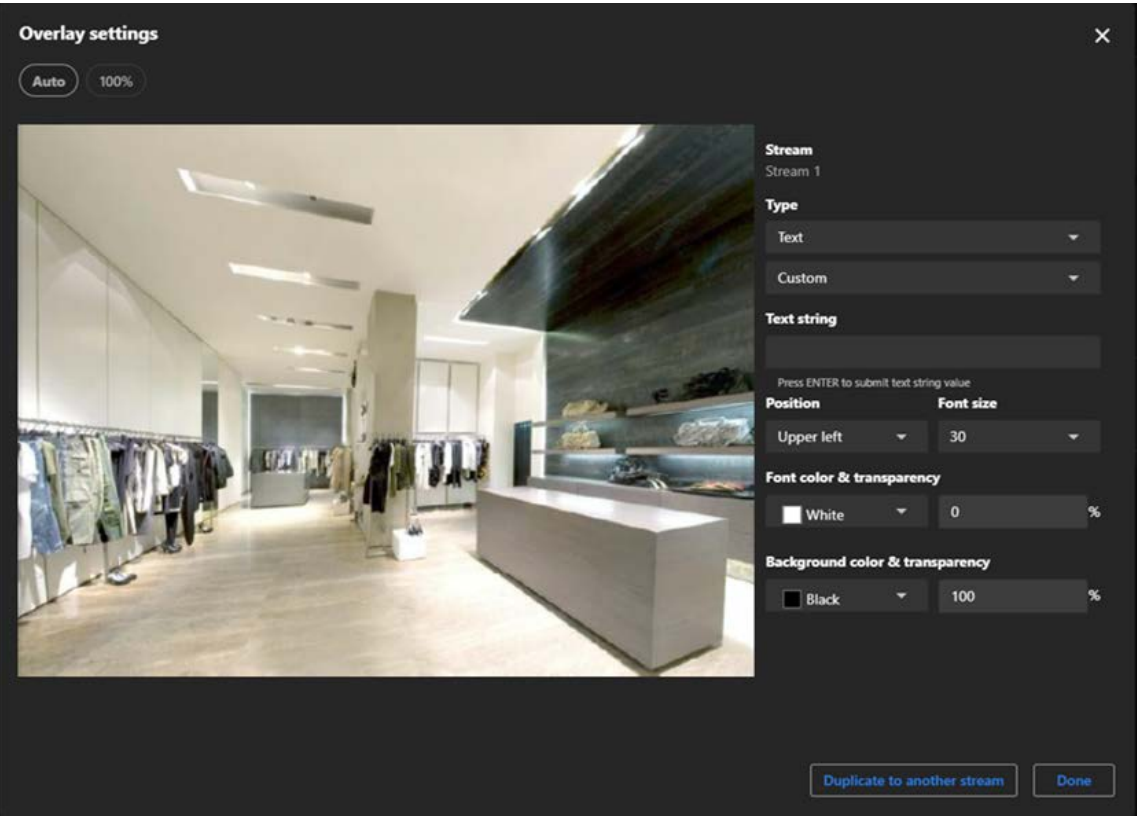 Overlay settings
Auto 100%
Stream
Stream 1
Type
Text
Custom
Text string
Press ENTER to submit text string value
Position Font size
Upper left 30
Font color & transparency
White 0 %
Background color & transparency
Black 100 %
Duplicate to another stream Done